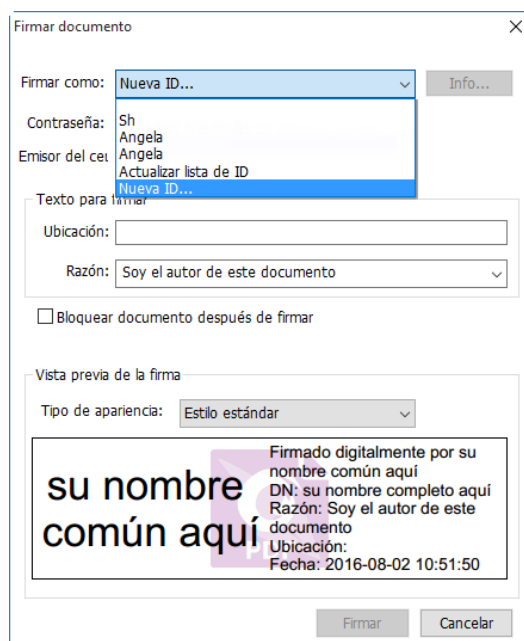 Firmar documento
Firmar como: Nueva ID... Info...
Sh
Contraseña: Angela
Emisor del Angela
Actualizar lista de ID
Nueva ID...
Texto para firmar
Ubicación:
Razón: Soy el autor de este documento
Bloquear documento después de firmar
Vista previa de la firma
Tipo de apariencia: Estilo estándar
su nombre
común aquí
Firmado digitalmente por su
nombre común aquí
DN: su nombre completo aquí
Razón: Soy el autor de este
documento
Ubicación:
Fecha: 2016-08-02 10:51:50
PDF
Firmar Cancelar